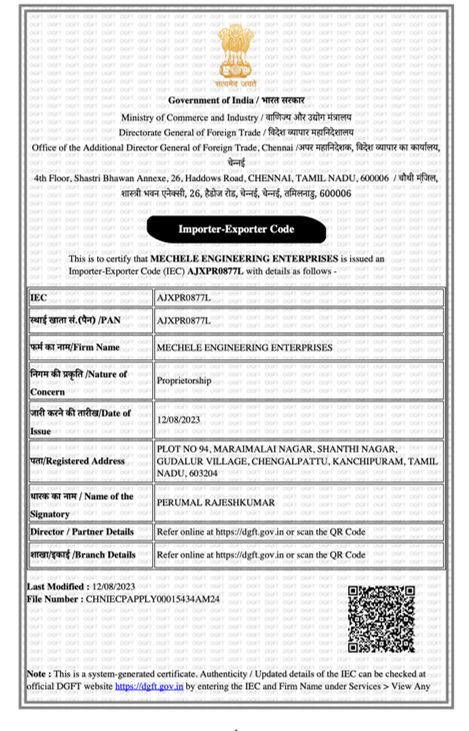 सत्यमेव जयते
Government of India / भारत सरकार
Ministry of Commerce and Industry / वाणिज्य और उद्योग मंत्रालय
Directorate General of Foreign Trade / विदेश व्यापार महानिदेशालय
Office of the Additional Director General of Foreign Trade, Chennai /अपर महानिदेशक, विदेश व्यापार का कार्यालय,
चेन्नई
4th Floor, Shastri Bhawan Annexe, 26, Haddows Road, CHENNAI, TAMIL NADU, 600006 / चौथी मंजिल,
शास्त्री भवन एनेक्सी, 26, हैडोज रोड, चेन्नई, चेन्नई, तमिलनाडु, 600006
Importer-Exporter Code
This is to certify that MECHELE ENGINEERING ENTERPRISES is issued an
Importer-Exporter Code (IEC) AJXPR0877L with details as follows -
IEC AJXPR0877L
स्थाई खाता सं.(पैन) /PAN AJXPR0877L
फर्म का नाम/Firm Name MECHELE ENGINEERING ENTERPRISES
निगम की प्रकृति /Nature of
Concern Proprietorship
जारी करने की तारीख/Date of
Issue 12/08/2023
पता/Registered Address PLOT NO 94, MARAIMALAI NAGAR, SHANTHI NAGAR,
GUDALUR VILLAGE, CHENGALPATTU, KANCHIPURAM, TAMIL
NADU, 603204
धारक का नाम / Name of the
Signatory PERUMAL RAJESHKUMAR
Director / Partner Details Refer online at https://dgft.gov.in or scan the QR Code
शाखा/इकाई /Branch Details Refer online at https://dgft.gov.in or scan the QR Code
Last Modified : 12/08/2023
File Number : CHNIECPAPPLY00015434AM24
Note : This is a system-generated certificate. Authenticity / Updated details of the IEC can be checked at
official DGFT website https://dgft.gov.in by entering the IEC and Firm Name under Services > View Any